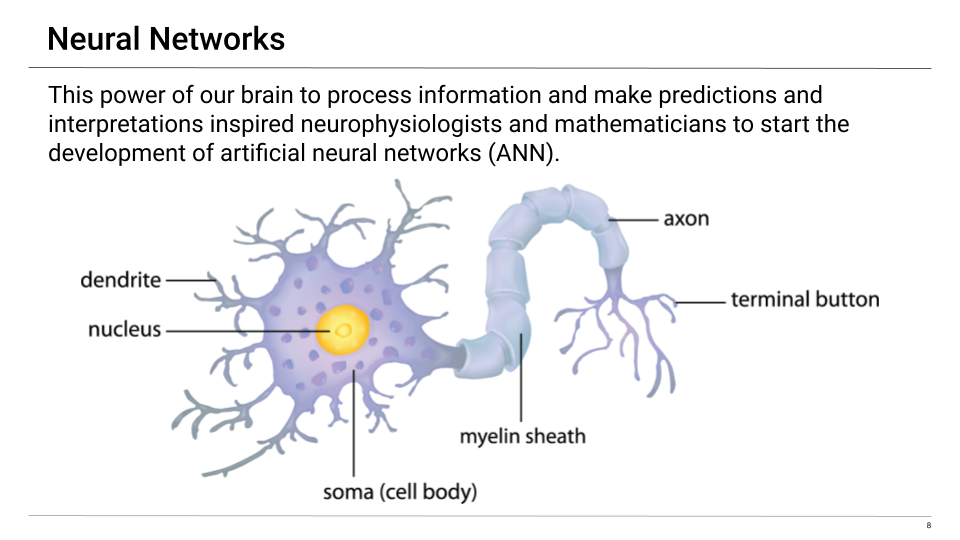 Neural Networks
This power of our brain to process information and make predictions and
interpretations inspired neurophysiologists and mathematicians to start the
development of artificial neural networks (ANN).
axon
dendrite
terminal button
nucleus
myelin sheath
soma (cell body)
8